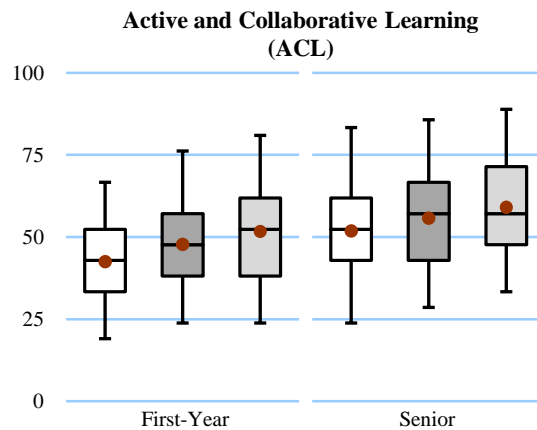 Active and Collaborative Learning
(ACL)
100
75
50
25
0
First-Year
Senior